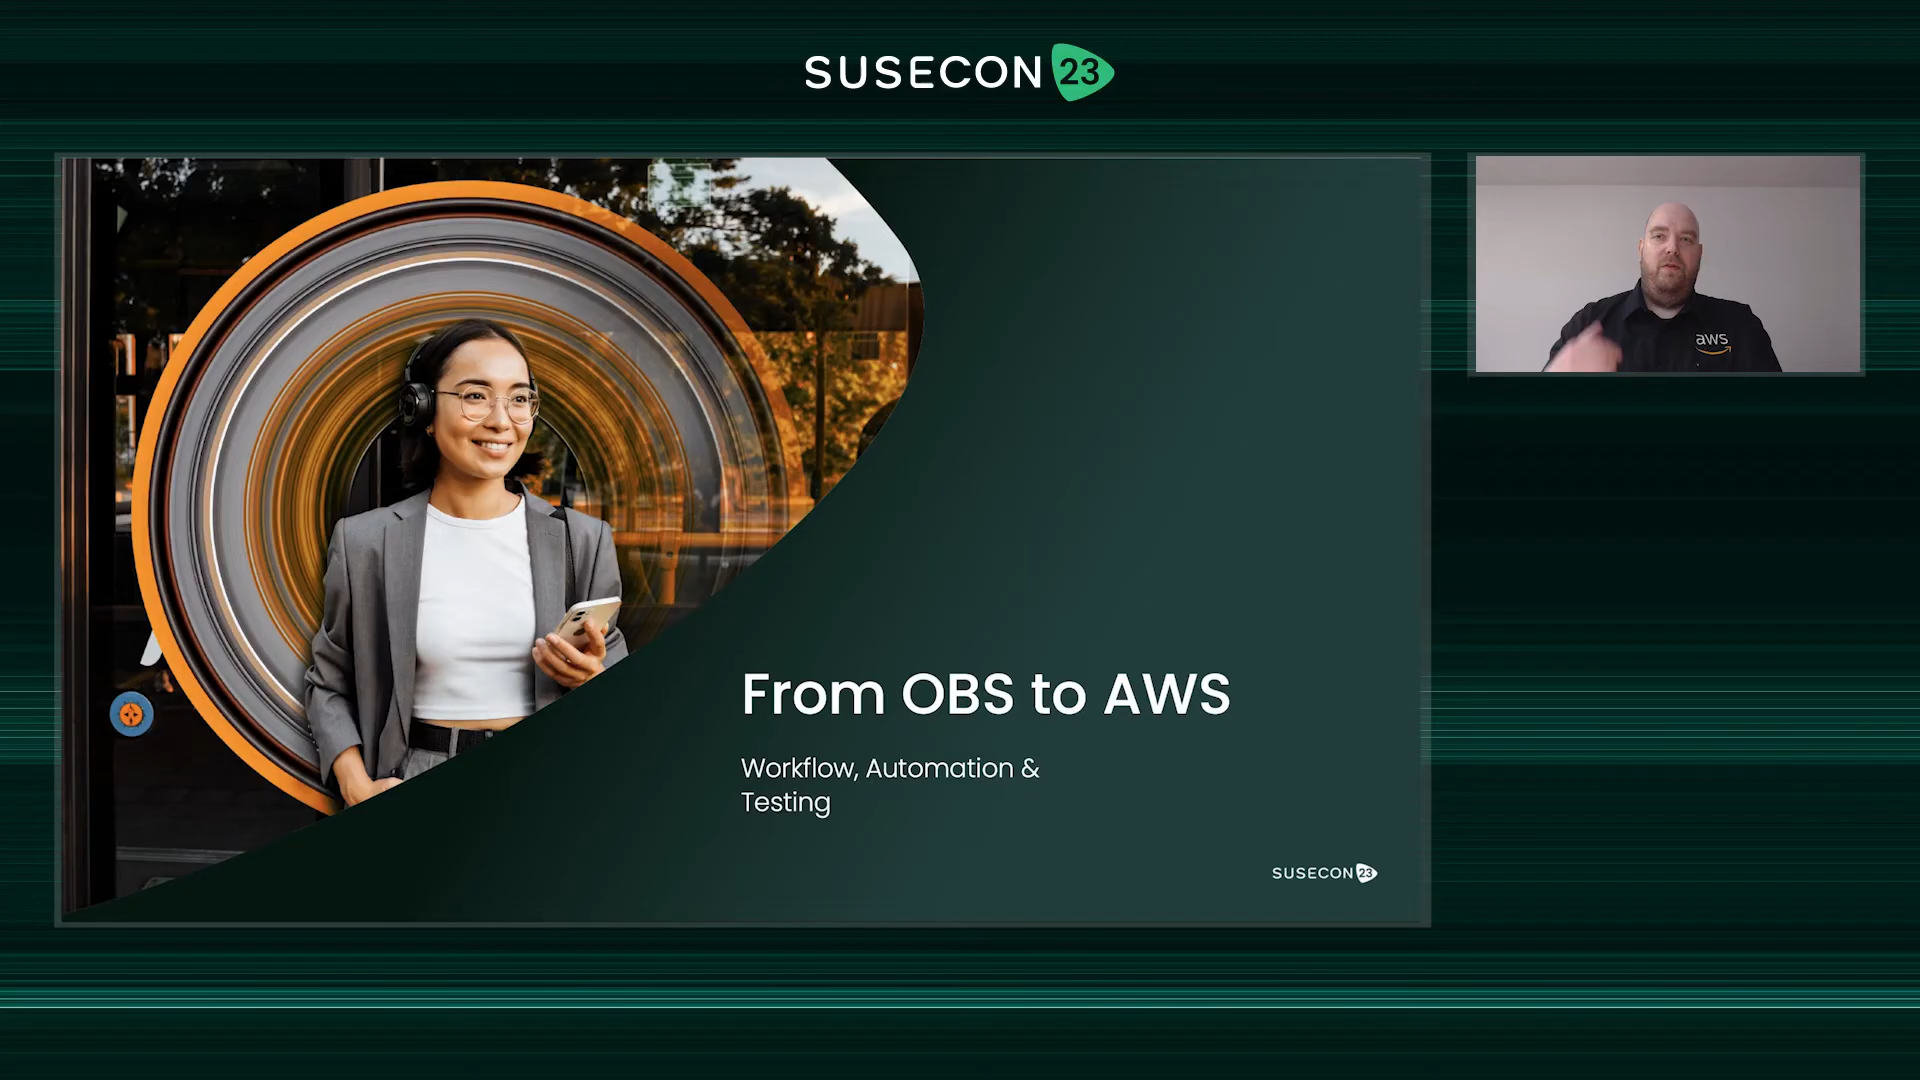 SUSECON 23
aws
From OBS to AWS
Workflow, Automation &
Testing
SUSECON 23